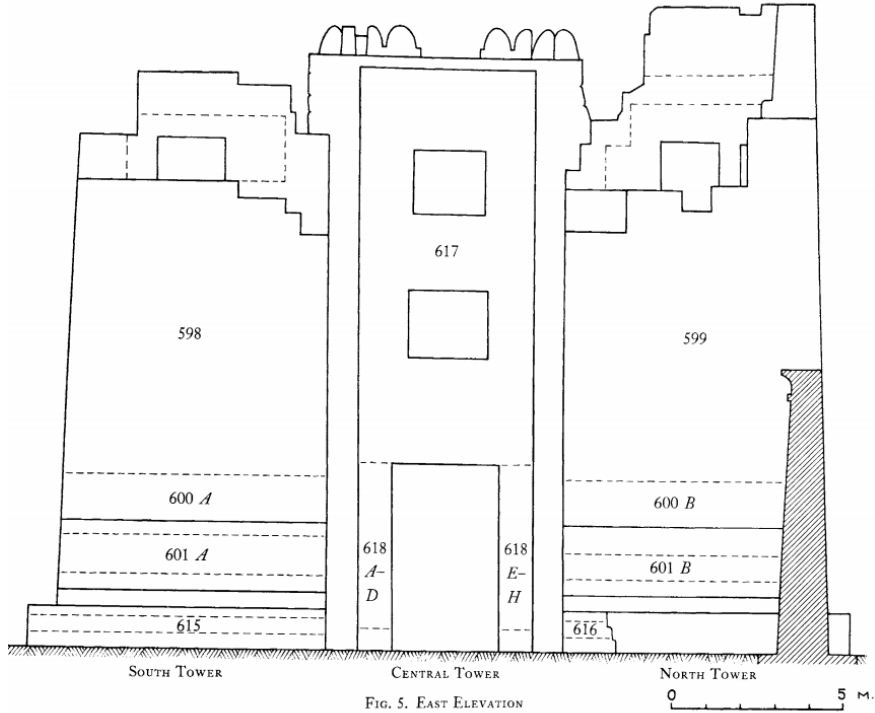 617
598
599
600 A
600 B
601 A
601 B
618
A–
D
618
E–
H
615
616
SOUTH TOWER
CENTRAL TOWER
NORTH TOWER
FIG. 5. EAST ELEVATION
0 5 M.